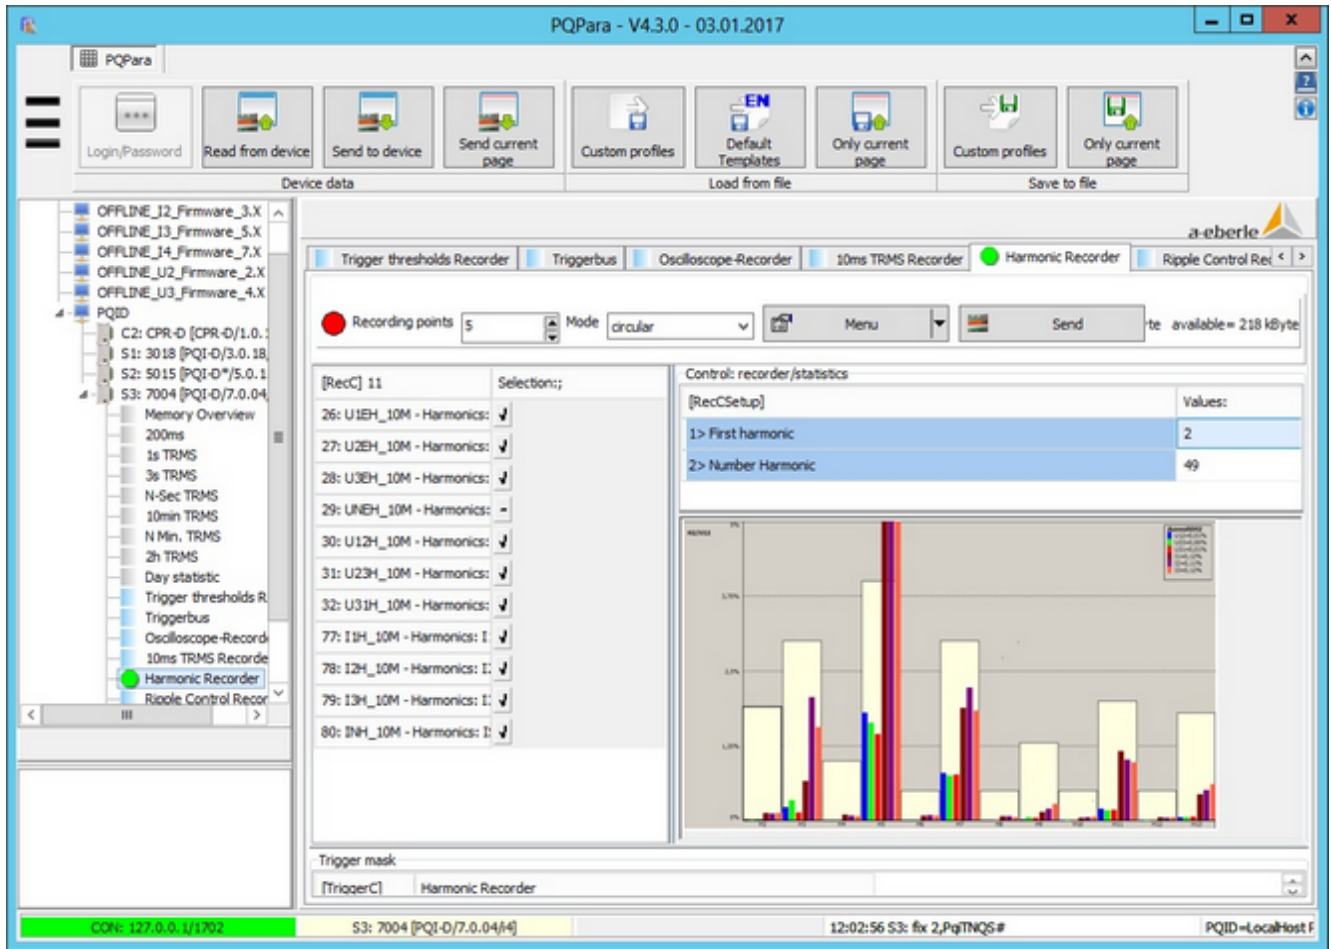 PQPara - V4.3.0 - 03.01.2017
PQPara
Login/Password
Read from device
Send to device
Send current page
Custom profiles
EN
Default Templates
Only current page
Custom profiles
Only current page
Device data
Load from file
Save to file
OFFLINE_I2_Firmware_3.X
OFFLINE_I3_Firmware_5.X
OFFLINE_I4_Firmware_7.X
OFFLINE_U2_Firmware_2.X
OFFLINE_U3_Firmware_4.X
PQID
C2: CPR-D [CPR-D/1.0.
S1: 3018 [PQI-D/3.0.18,
S2: 5015 [PQI-D*/5.0.1
S3: 7004 [PQI-D/7.0.04,
Memory Overview
200ms
1s TRMS
3s TRMS
N-Sec TRMS
10min TRMS
N Min. TRMS
2h TRMS
Day statistic
Trigger thresholds R
Triggerbus
Oscilloscope-Recorde
10ms TRMS Recorde
Harmonic Recorder
Ripple Control Recor
a-eberle
Trigger thresholds Recorder
Triggerbus
Oscilloscope-Recorder
10ms TRMS Recorder
Harmonic Recorder
Ripple Control Rec
Recording points 5
Mode circular
Menu
Send
te available= 218 kByte
[RecC] 11 Selection:;
26: U1EH_10M - Harmonics:
27: U2EH_10M - Harmonics:
28: U3EH_10M - Harmonics:
29: UNEH_10M - Harmonics: -
30: U12H_10M - Harmonics:
31: U23H_10M - Harmonics:
32: U31H_10M - Harmonics:
77: I1H_10M - Harmonics: I
78: I2H_10M - Harmonics: I
79: I3H_10M - Harmonics: I
80: INH_10M - Harmonics: I
Control: recorder/statistics
[RecCSetup] Values:
1> First harmonic 2
2> Number Harmonic 49
Trigger mask
[TriggerC] Harmonic Recorder
CON: 127.0.0.1/1702
S3: 7004 [PQI-D/7.0.04/i4]
12:02:56 S3: fix 2,PqiTNQS#
PQID=LocalHost F